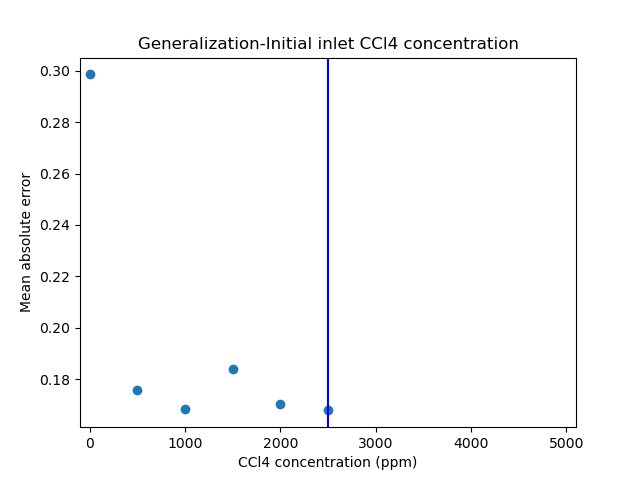 Generalization-Initial inlet CCl4 concentration
0.30
0.28
0.26
0.24
0.22
0.20
0.18
Mean absolute error
0 1000 2000 3000 4000 5000
CCl4 concentration (ppm)